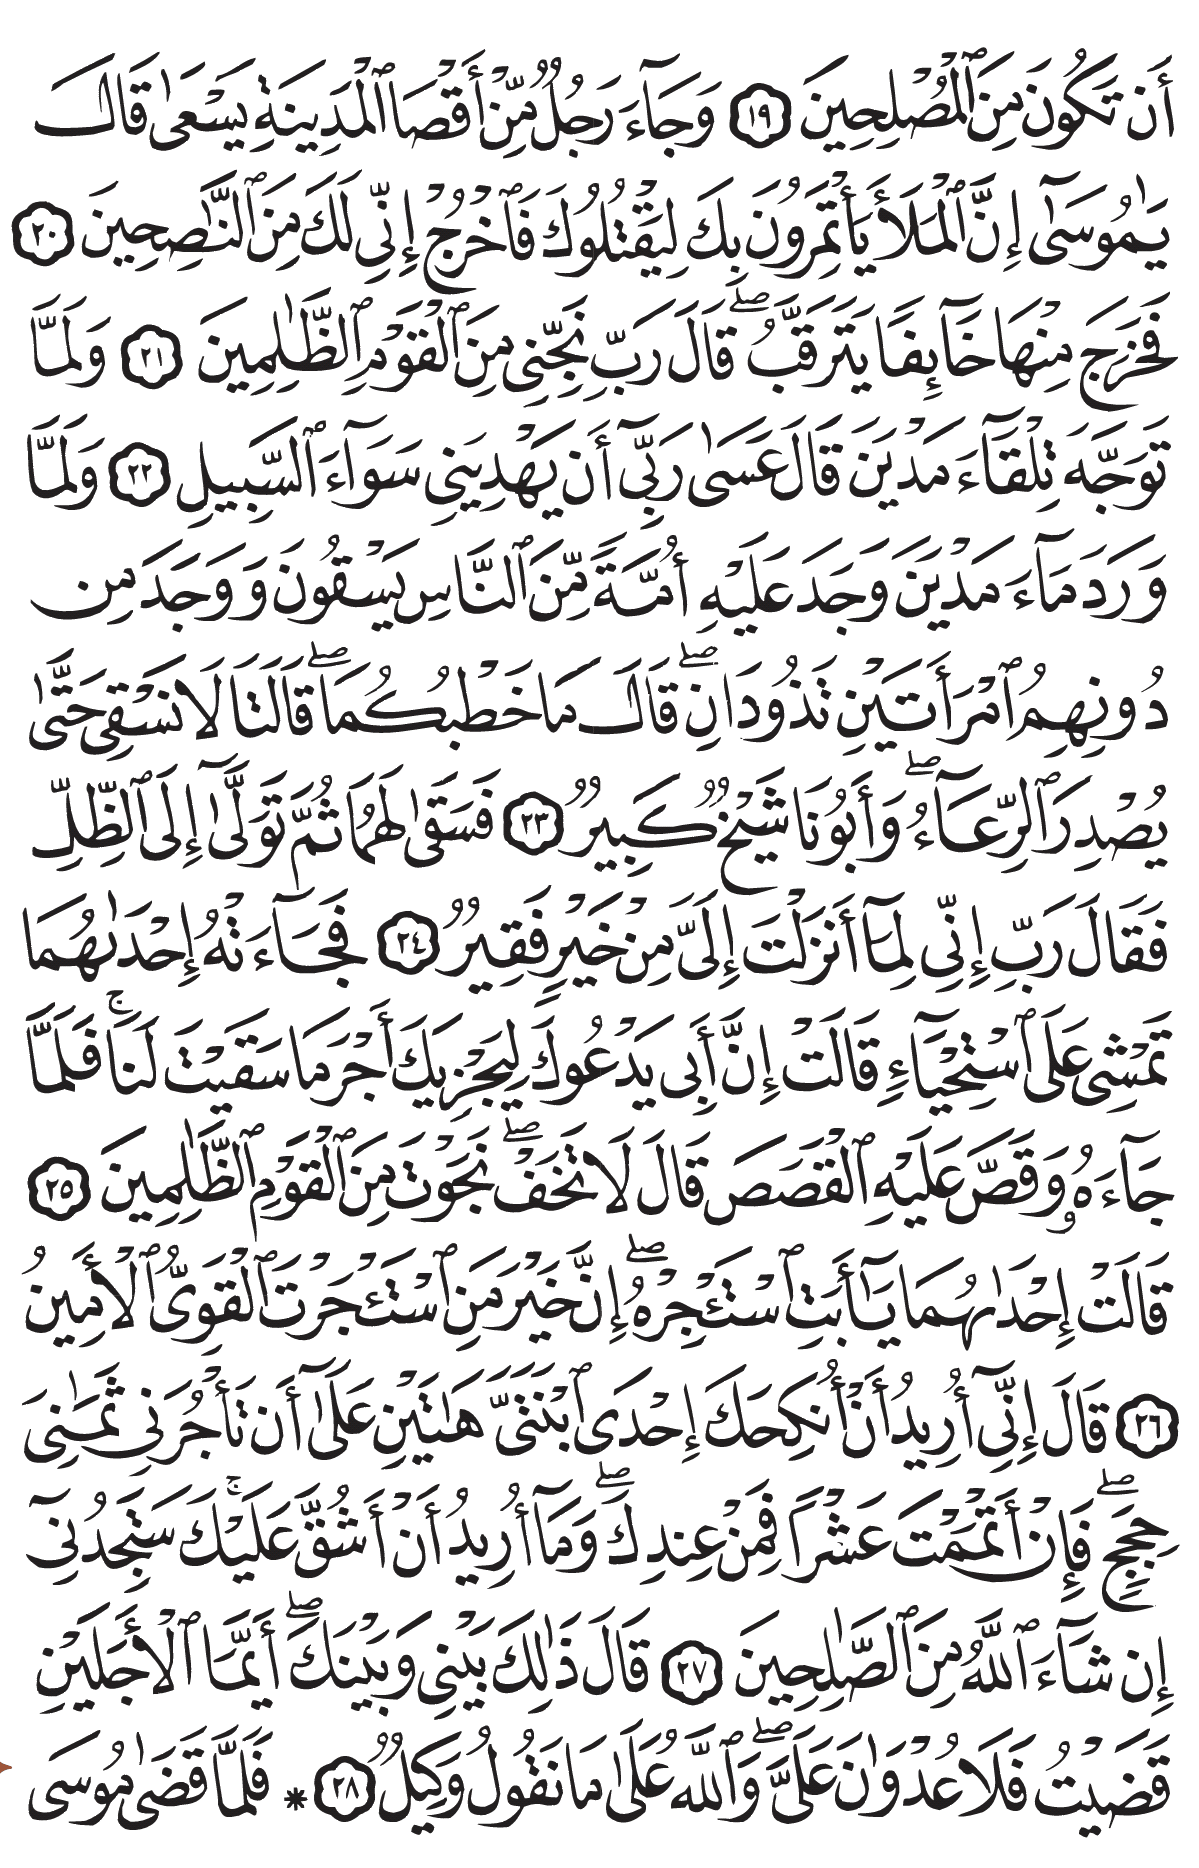 أَن تَكُونَ مِنَ ٱلْمُصْلِحِينَ ١٩ وَجَآءَ رَجُلٌ مِّنْ أَقْصَا ٱلْمَدِينَةِ يَسْعَىٰ قَالَ
يَـٰمُوسَىٰٓ إِنَّ ٱلْمَلَأَ يَأْتَمِرُونَ بِكَ لِيَقْتُلُوكَ فَٱخْرُجْ إِنِّى لَكَ مِنَ ٱلنَّـٰصِحِينَ ٢٠
فَخَرَجَ مِنْهَا خَآئِفًا يَتَرَقَّبُ ۖ قَالَ رَبِّ نَجِّنِى مِنَ ٱلْقَوْمِ ٱلظَّـٰلِمِينَ ٢١ وَلَمَّا
تَوَجَّهَ تِلْقَآءَ مَدْيَنَ قَالَ عَسَىٰ رَبِّىٓ أَن يَهْدِيَنِى سَوَآءَ ٱلسَّبِيلِ ٢٢ وَلَمَّا
وَرَدَ مَآءَ مَدْيَنَ وَجَدَ عَلَيْهِ أُمَّةً مِّنَ ٱلنَّاسِ يَسْقُونَ وَوَجَدَ مِن
دُونِهِمُ ٱمْرَأَتَيْنِ تَذُودَانِ ۖ قَالَ مَا خَطْبُكُمَا ۖ قَالَتَا لَا نَسْقِى حَتَّىٰ
يُصْدِرَ ٱلرِّعَآءُ ۖ وَأَبُونَا شَيْخٌ كَبِيرٌ ٢٣ فَسَقَىٰ لَهُمَا ثُمَّ تَوَلَّىٰٓ إِلَى ٱلظِّلِّ
فَقَالَ رَبِّ إِنِّى لِمَآ أَنزَلْتَ إِلَىَّ مِنْ خَيْرٍ فَقِيرٌ ٢٤ فَجَآءَتْهُ إِحْدَىٰهُمَا
تَمْشِى عَلَى ٱسْتِحْيَآءٍ قَالَتْ إِنَّ أَبِى يَدْعُوكَ لِيَجْزِيَكَ أَجْرَ مَا سَقَيْتَ لَنَا ۚ فَلَمَّا
جَآءَهُۥ وَقَصَّ عَلَيْهِ ٱلْقَصَصَ قَالَ لَا تَخَفْ ۖ نَجَوْتَ مِنَ ٱلْقَوْمِ ٱلظَّـٰلِمِينَ ٢٥
قَالَتْ إِحْدَىٰهُمَا يَـٰٓأَبَتِ ٱسْتَـْٔجِرْهُ ۖ إِنَّ خَيْرَ مَنِ ٱسْتَـْٔجَرْتَ ٱلْقَوِىُّ ٱلْأَمِينُ
٢٦ قَالَ إِنِّىٓ أُرِيدُ أَنْ أُنكِحَكَ إِحْدَى ٱبْنَتَىَّ هَـٰتَيْنِ عَلَىٰٓ أَن تَأْجُرَنِى ثَمَـٰنِىَ
حِجَجٍ ۖ فَإِنْ أَتْمَمْتَ عَشْرًا فَمِنْ عِندِكَ ۖ وَمَآ أُرِيدُ أَنْ أَشُقَّ عَلَيْكَ ۚ سَتَجِدُنِىٓ
إِن شَآءَ ٱللَّهُ مِنَ ٱلصَّـٰلِحِينَ ٢٧ قَالَ ذَٰلِكَ بَيْنِى وَبَيْنَكَ ۖ أَيَّمَا ٱلْأَجَلَيْنِ
قَضَيْتُ فَلَا عُدْوَٰنَ عَلَىَّ ۖ وَٱللَّهُ عَلَىٰ مَا نَقُولُ وَكِيلٌ ٢٨ * فَلَمَّا قَضَىٰ مُوسَى